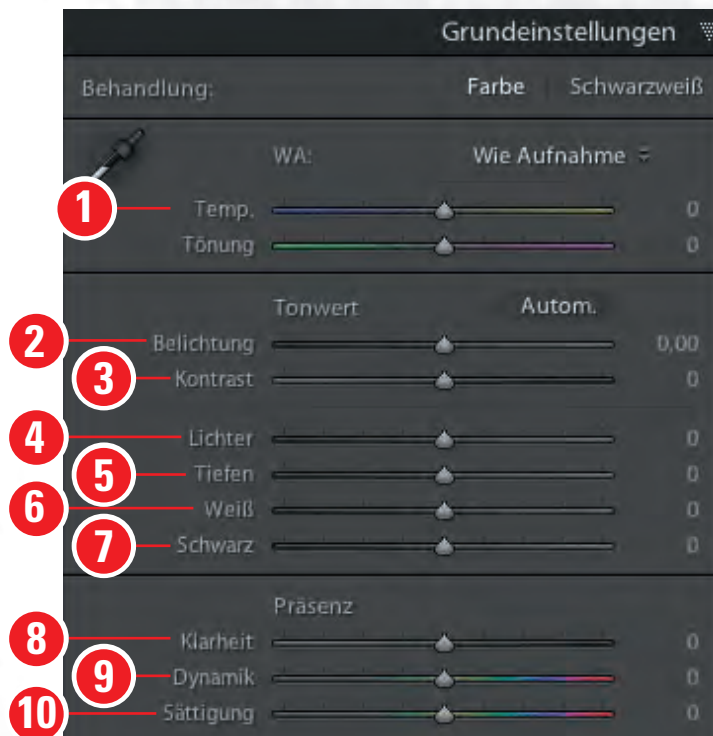 Grundeinstellungen
Behandlung: Farbe Schwarzweiß
WA: Wie Aufnahme
1 Temp. 0
Tönung 0
Tonwert Autom.
2 Belichtung 0,00
3 Kontrast 0
4 Lichter 0
5 Tiefen 0
6 Weiß 0
7 Schwarz 0
Präsenz
8 Klarheit 0
9 Dynamik 0
10 Sättigung 0